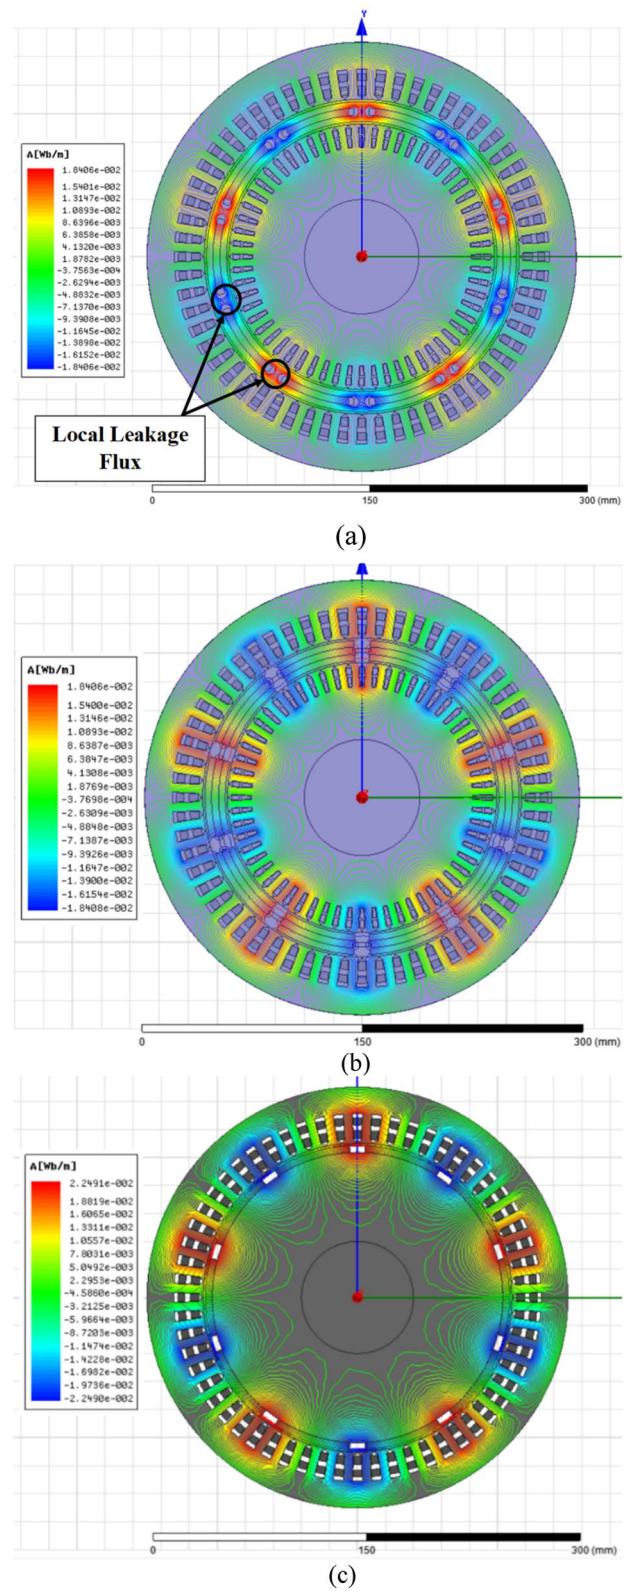 Y
A[Wb/m]
1.8406e-002
1.5401e-002
1.3147e-002
1.0893e-002
8.6396e-003
6.3858e-003
4.1320e-003
1.8782e-003
-3.7563e-004
-2.6294e-003
-4.8832e-003
-7.1370e-003
-9.3908e-003
-1.1645e-002
-1.3898e-002
-1.6152e-002
-1.8406e-002
Local Leakage
Flux
0 150 300 (mm)
(a)
A[Wb/m]
1.8406e-002
1.5400e-002
1.3146e-002
1.0893e-002
8.6387e-003
6.3847e-003
4.1308e-003
1.8769e-003
-3.7698e-004
-2.6309e-003
-4.8848e-003
-7.1387e-003
-9.3926e-003
-1.1647e-002
-1.3900e-002
-1.6154e-002
-1.8408e-002
0 150 300 (mm)
(b)
A[Wb/m]
2.2491e-002
1.8819e-002
1.6065e-002
1.3311e-002
1.0557e-002
7.8031e-003
5.0492e-003
2.2953e-003
-4.5860e-004
-3.2125e-003
-5.9664e-003
-8.7203e-003
-1.1474e-002
-1.4228e-002
-1.6982e-002
-1.9736e-002
-2.2490e-002
0 150 300 (mm)
(c)